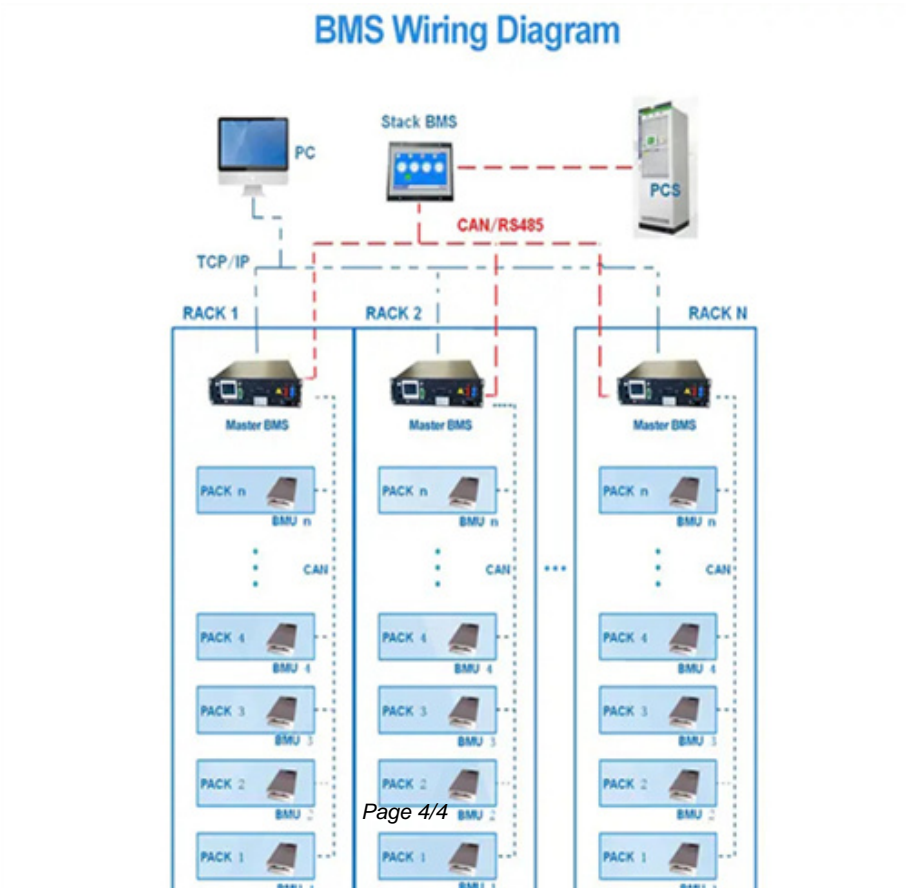 BMS Wiring Diagram
PC
Stack BMS
PCS
CAN/RS485
TCP/IP
RACK 1
RACK 2
RACK N
Master BMS
Master BMS
Master BMS
PACK n
BMU n
PACK n
BMU n
PACK n
BMU n
CAN
CAN
CAN
PACK 4
BMU 4
PACK 4
BMU 4
PACK 4
BMU 4
PACK 3
BMU 3
PACK 3
BMU 3
PACK 3
BMU 3
PACK 2
BMU 2
PACK 2
BMU 2
PACK 2
BMU 2
Page 4/4
PACK 1
PACK 1
PACK 1